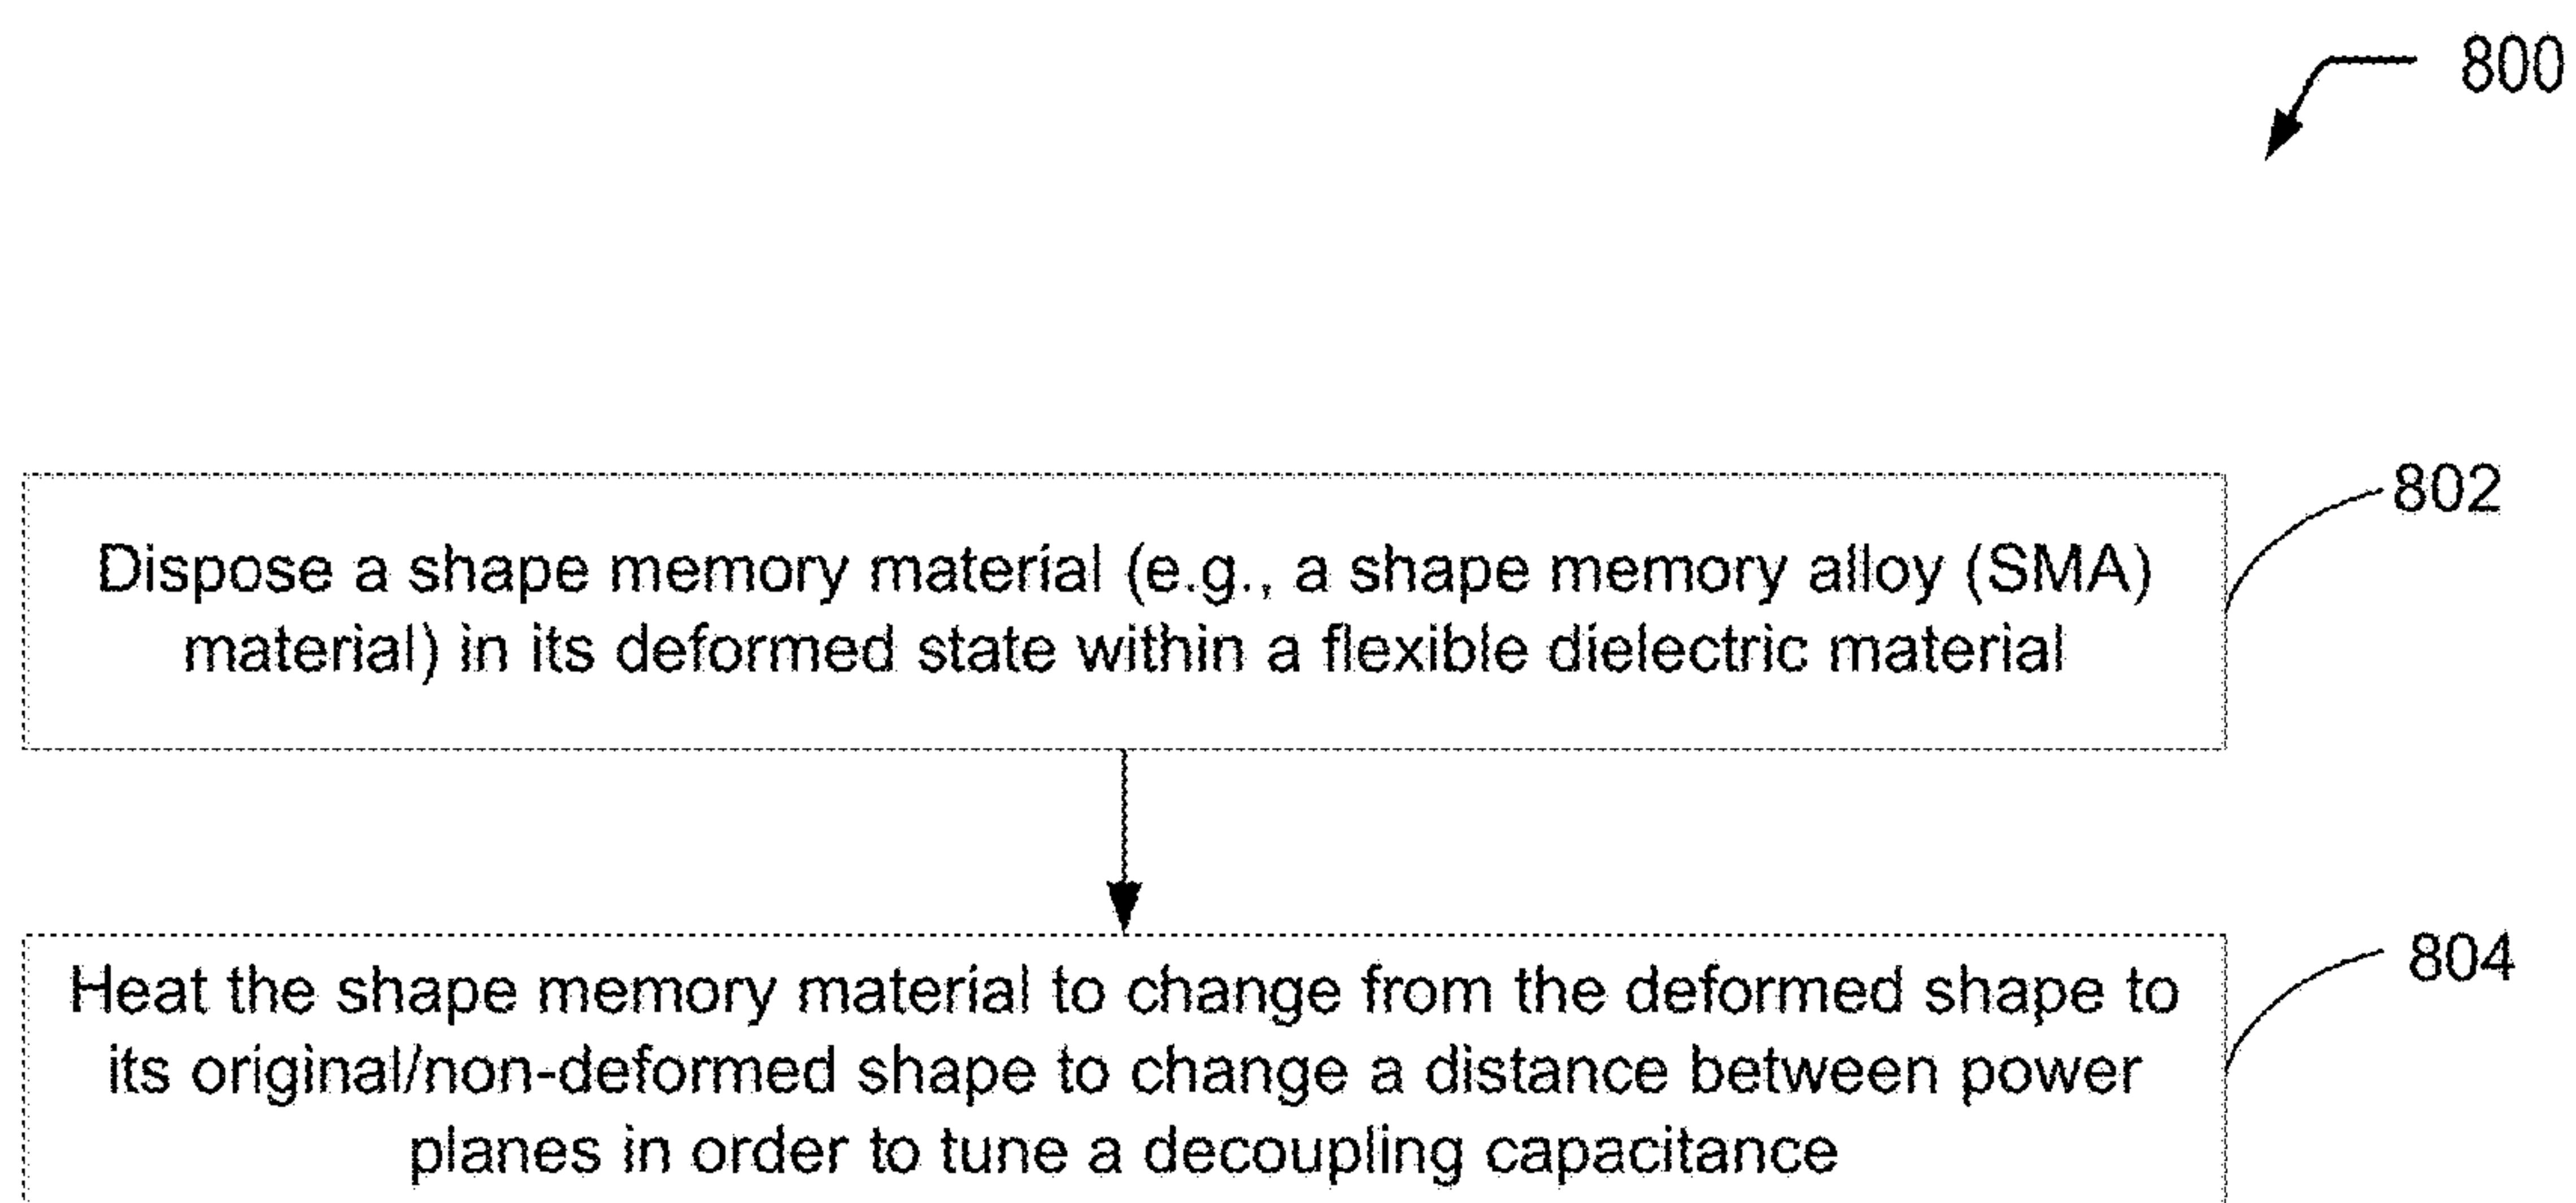 800
802
Dispose a shape memory material (e.g., a shape memory alloy (SMA)
material) in its deformed state within a flexible dielectric material
804
Heat the shape memory material to change from the deformed shape to
its original/non-deformed shape to change a distance between power
planes in order to tune a decoupling capacitance